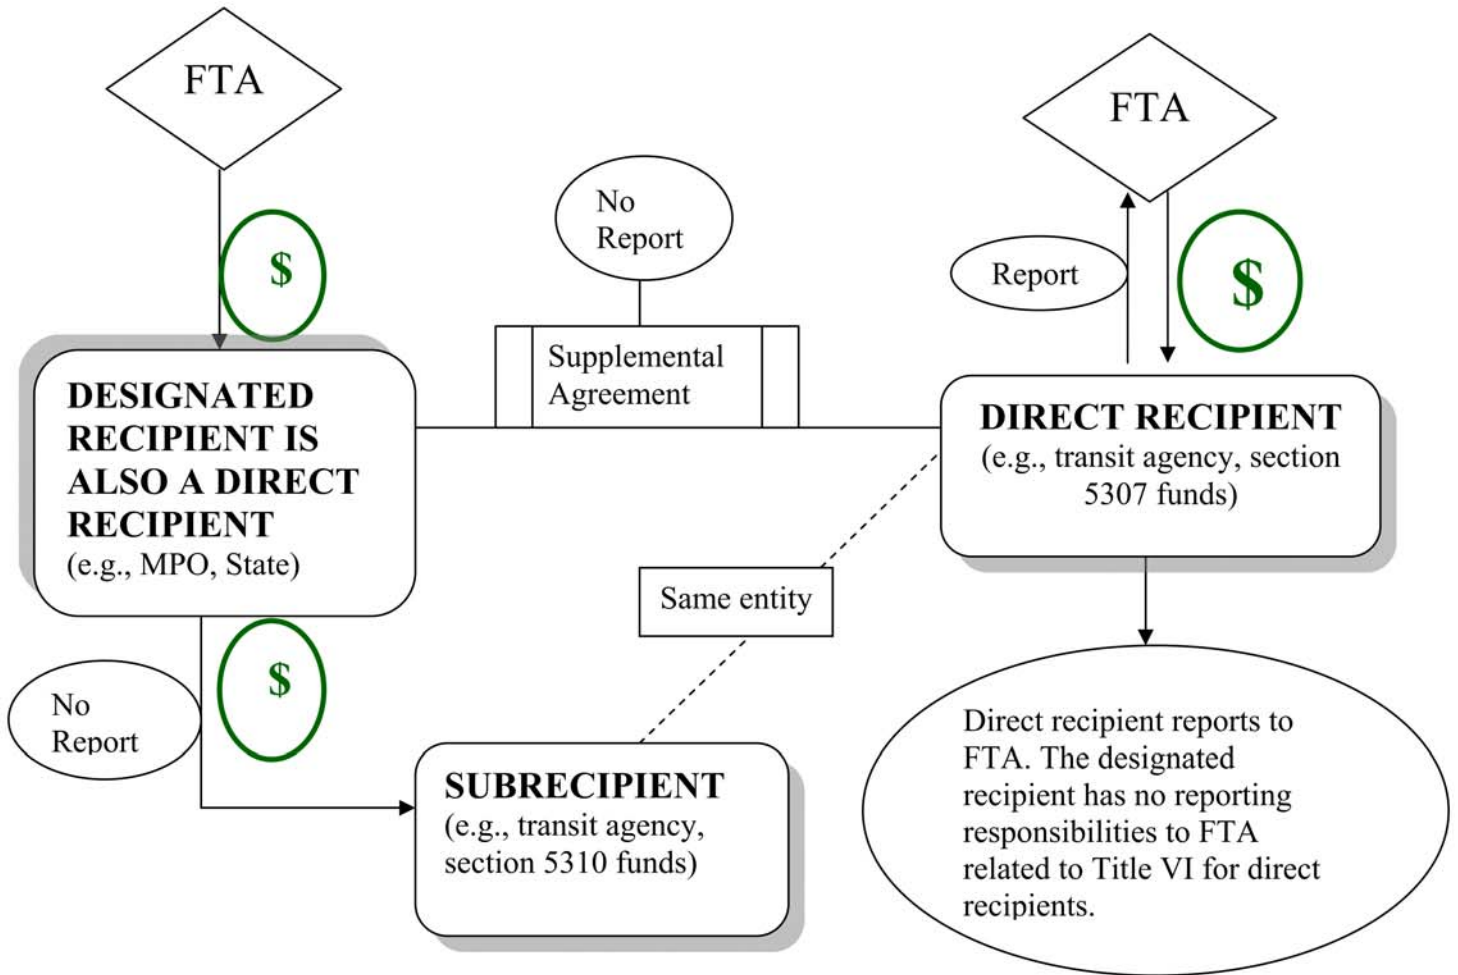 FTA
FTA
$
No
Report
Report
$
Supplemental
Agreement
DESIGNATED
RECIPIENT IS
ALSO A DIRECT
RECIPIENT
(e.g., MPO, State)
DIRECT RECIPIENT
(e.g., transit agency, section
5307 funds)
Same entity
$
No
Report
SUBRECIPIENT
(e.g., transit agency,
section 5310 funds)
Direct recipient reports to
FTA. The designated
recipient has no reporting
responsibilities to FTA
related to Title VI for direct
recipients.